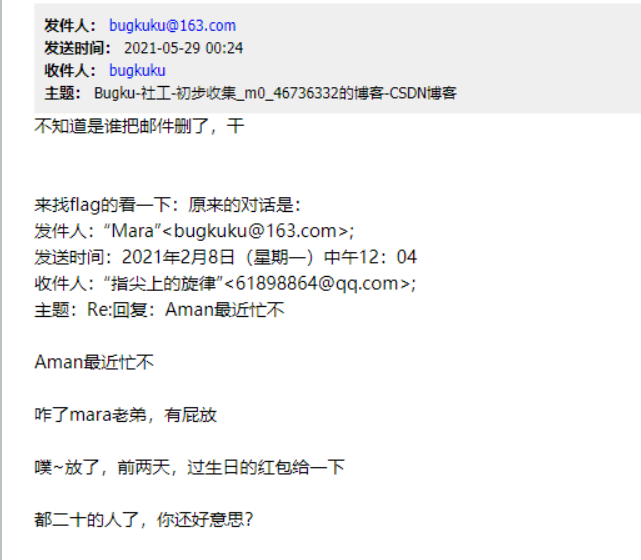 发件人： bugkuku@163.com
发送时间： 2021-05-29 00:24
收件人： bugkuku
主题： Bugku-社工-初步收集_m0_46736332的博客-CSDN博客
不知道是谁把邮件删了，干
来找flag的看一下：原来的对话是：
发件人：“Mara”<bugkuku@163.com>;
发送时间：2021年2月8日（星期一）中午12：04
收件人：“指尖上的旋律”<61898864@qq.com>;
主题：Re:回复：Aman最近忙不
Aman最近忙不
咋了mara老弟，有屁放
噗~放了，前两天，过生日的红包给一下
都二十的人了，你还好意思？